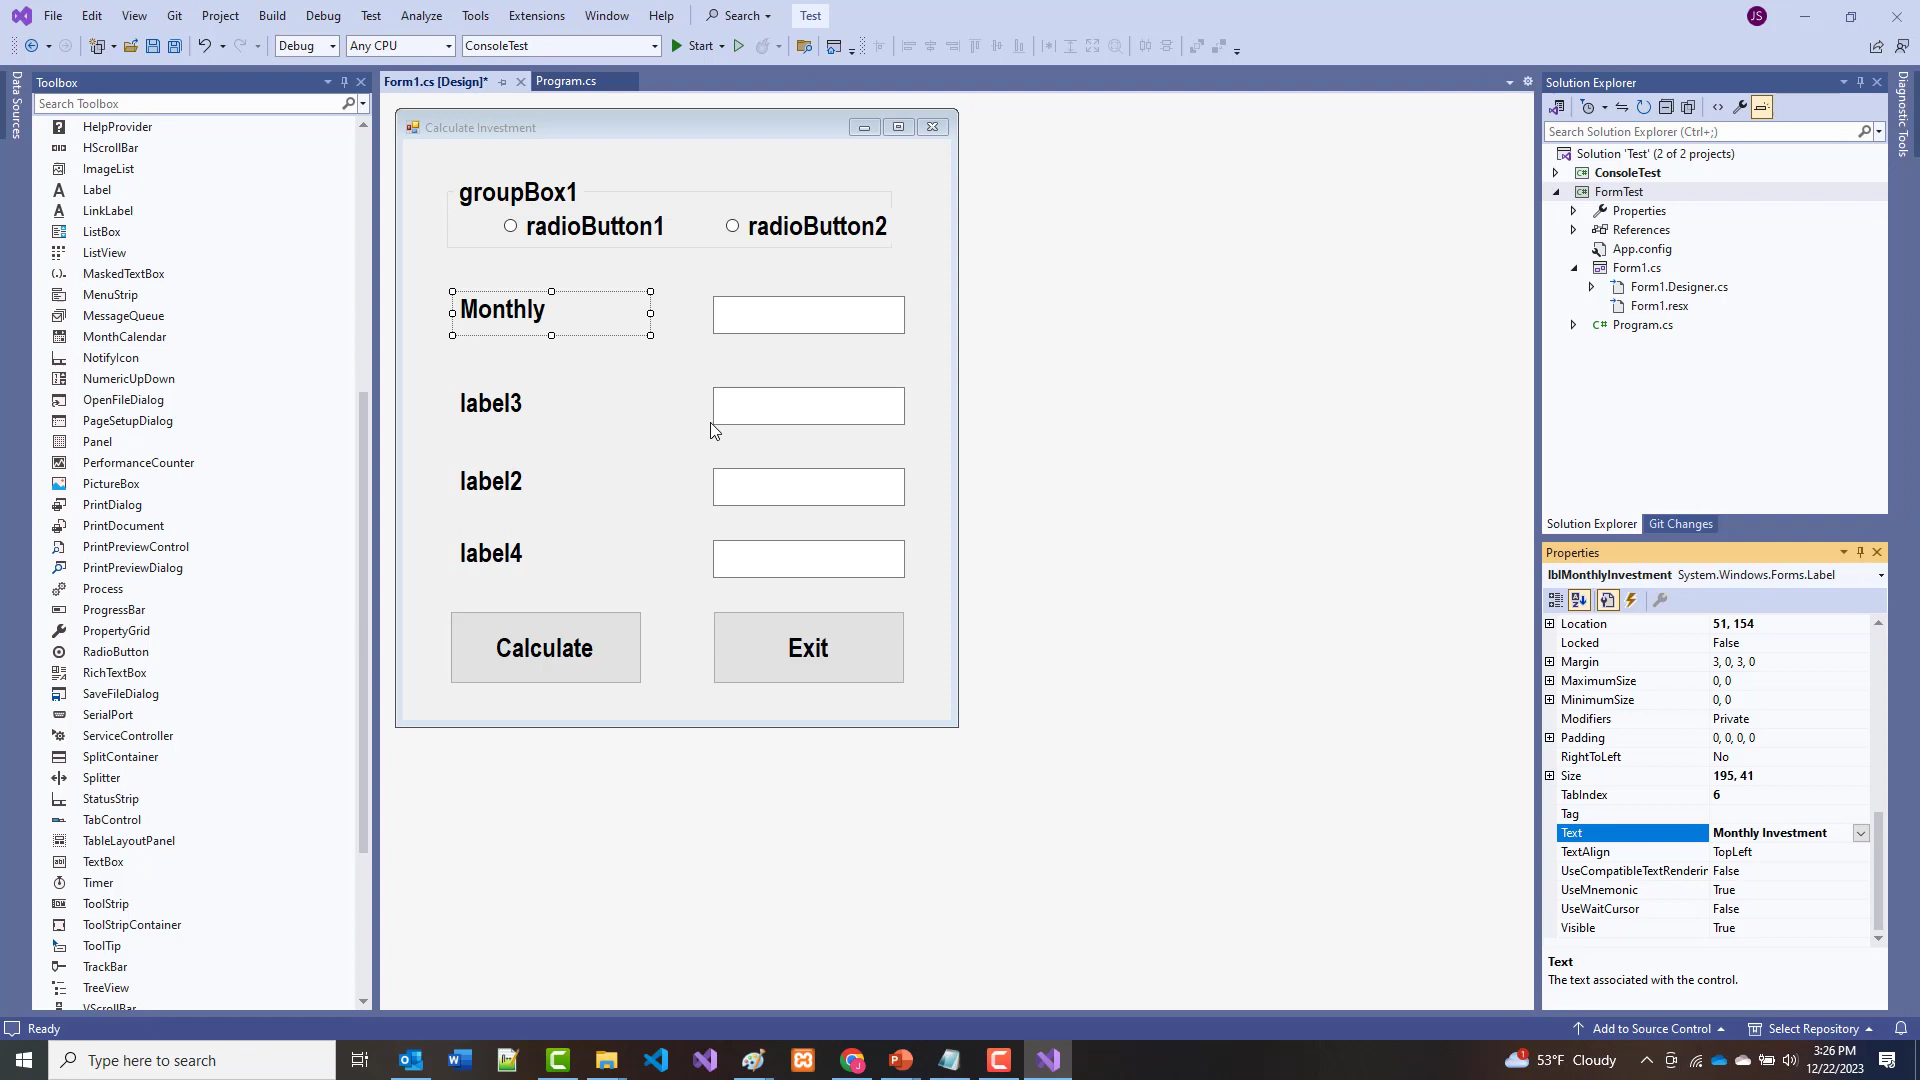 File Edit View Git Project Build Debug Test Analyze Tools Extensions Window Help Search Test JS
Debug Any CPU ConsoleTest Start
Data Sources
Toolbox
Search Toolbox
HelpProvider
HScrollBar
ImageList
Label
LinkLabel
ListBox
ListView
MaskedTextBox
MenuStrip
MessageQueue
MonthCalendar
NotifyIcon
NumericUpDown
OpenFileDialog
PageSetupDialog
Panel
PerformanceCounter
PictureBox
PrintDialog
PrintDocument
PrintPreviewControl
PrintPreviewDialog
Process
ProgressBar
PropertyGrid
RadioButton
RichTextBox
SaveFileDialog
SerialPort
ServiceController
SplitContainer
Splitter
StatusStrip
TabControl
TableLayoutPanel
TextBox
Timer
ToolStrip
ToolStripContainer
ToolTip
TrackBar
TreeView
VScrollBar
Form1.cs [Design]* Program.cs
Calculate Investment
groupBox1
radioButton1 radioButton2
Monthly
label3
label2
label4
Calculate Exit
Solution Explorer
Search Solution Explorer (Ctrl+;)
Solution 'Test' (2 of 2 projects)
ConsoleTest
FormTest
Properties
References
App.config
Form1.cs
Form1.Designer.cs
Form1.resx
C# Program.cs
Solution Explorer Git Changes
Diagnostic Tools
Properties
lblMonthlyInvestment System.Windows.Forms.Label
Location 51, 154
Locked False
Margin 3, 0, 3, 0
MaximumSize 0, 0
MinimumSize 0, 0
Modifiers Private
Padding 0, 0, 0, 0
RightToLeft No
Size 195, 41
TabIndex 6
Tag
Text Monthly Investment
TextAlign TopLeft
UseCompatibleTextRenderin False
UseMnemonic True
UseWaitCursor False
Visible True
Text
The text associated with the control.
Ready Add to Source Control Select Repository
Type here to search
53°F Cloudy
3:26 PM
12/22/2023